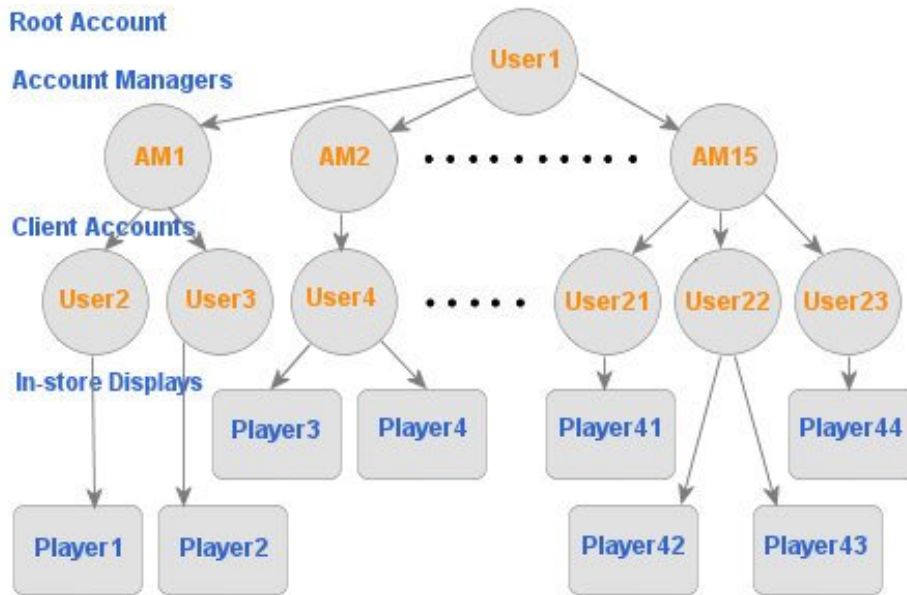 Root Account
User1
Account Managers
AM1 AM2 AM15
Client Accounts
User2 User3 User4 User21 User22 User23
In-store Displays
Player3 Player4 Player41 Player44
Player1 Player2 Player42 Player43